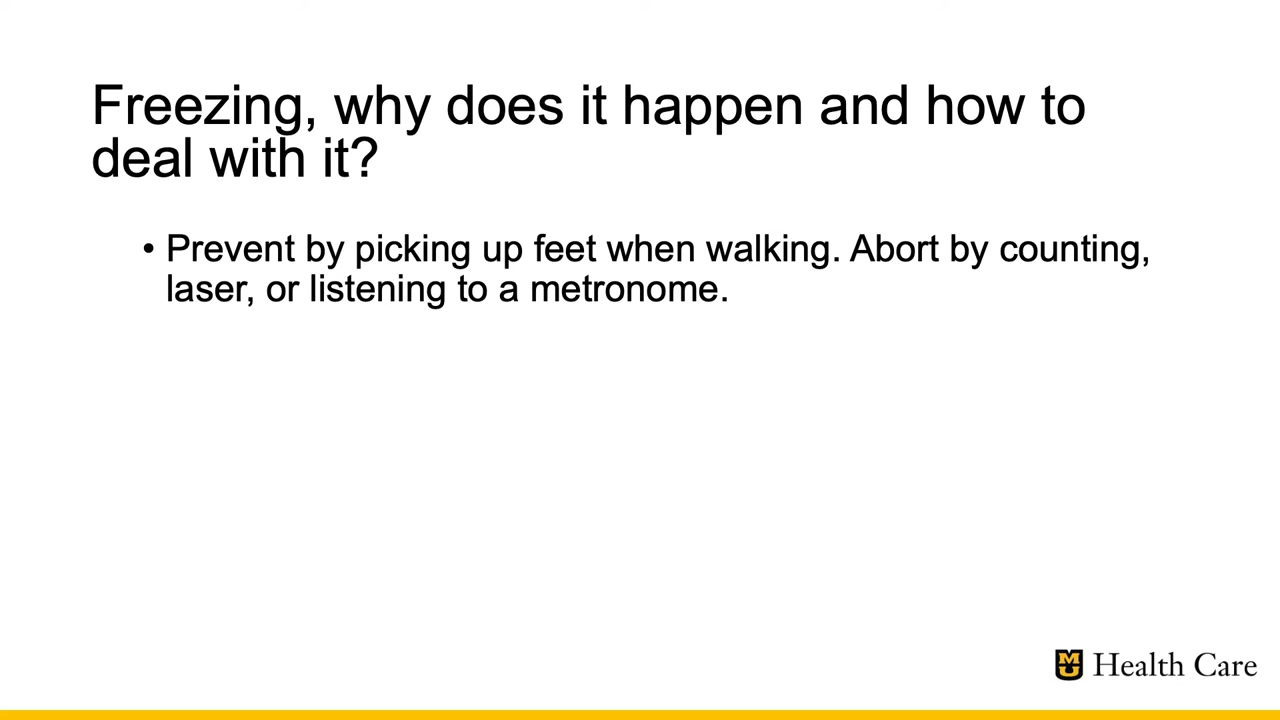 Freezing, why does it happen and how to
deal with it?
• Prevent by picking up feet when walking. Abort by counting,
laser, or listening to a metronome.
MU Health Care